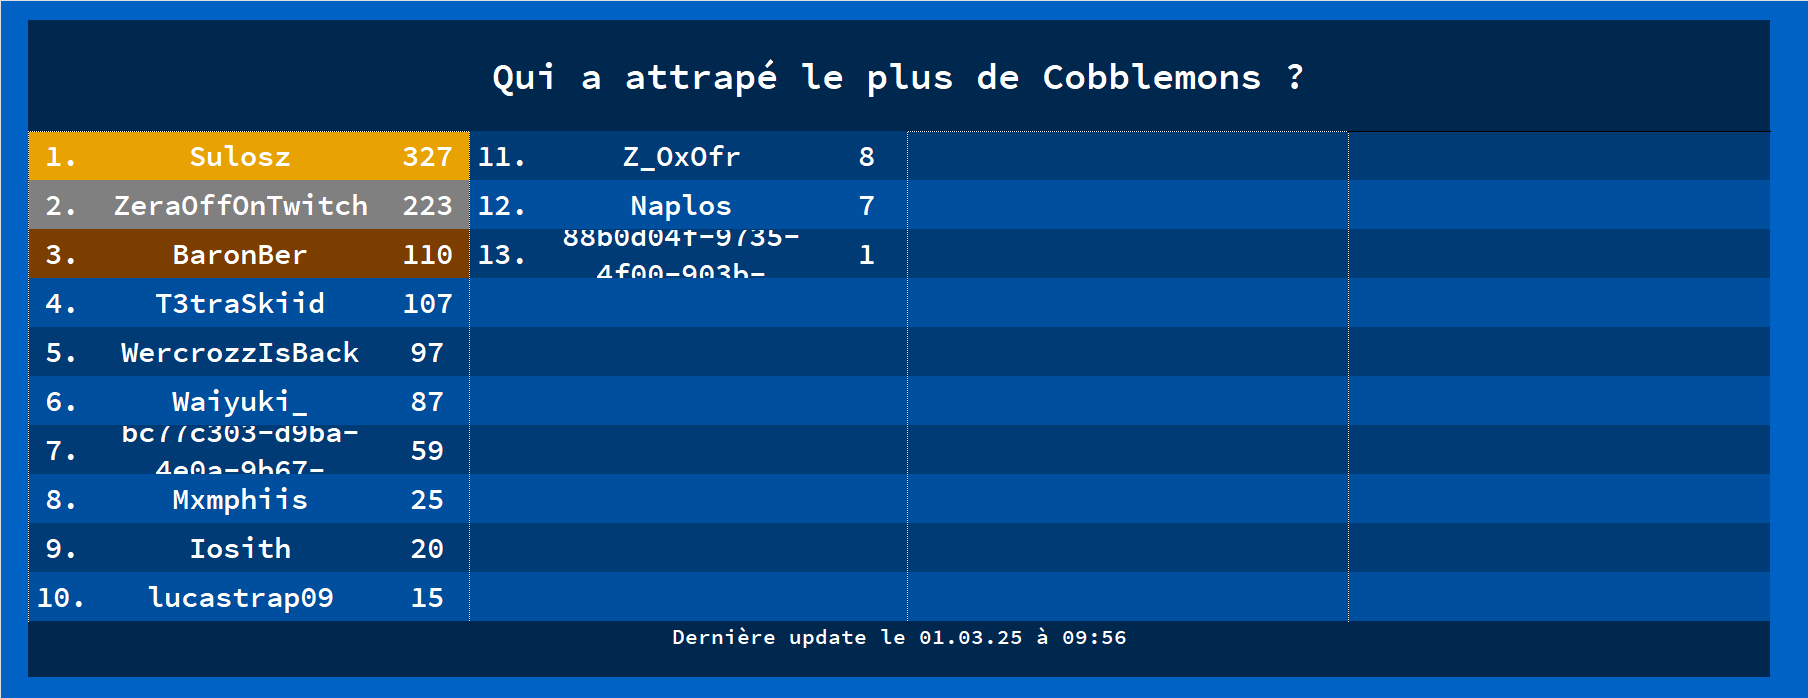 Qui a attrapé le plus de Cobblemons ?
1. Sulosz 327
2. ZeraOffOnTwitch 223
3. BaronBer 110
4. T3traSkiid 107
5. WercrozzIsBack 97
6. Waiyuki_ 87
7. bc77c303-d9ba-
4e0a-9b67-
59
8. Mxmphiis 25
9. Iosith 20
10. lucastrap09 15
11. Z_OxOfr 8
12. Naplos 7
13. 88b0d04f-9735-
4f00-903b-
1
Dernière update le 01.03.25 à 09:56